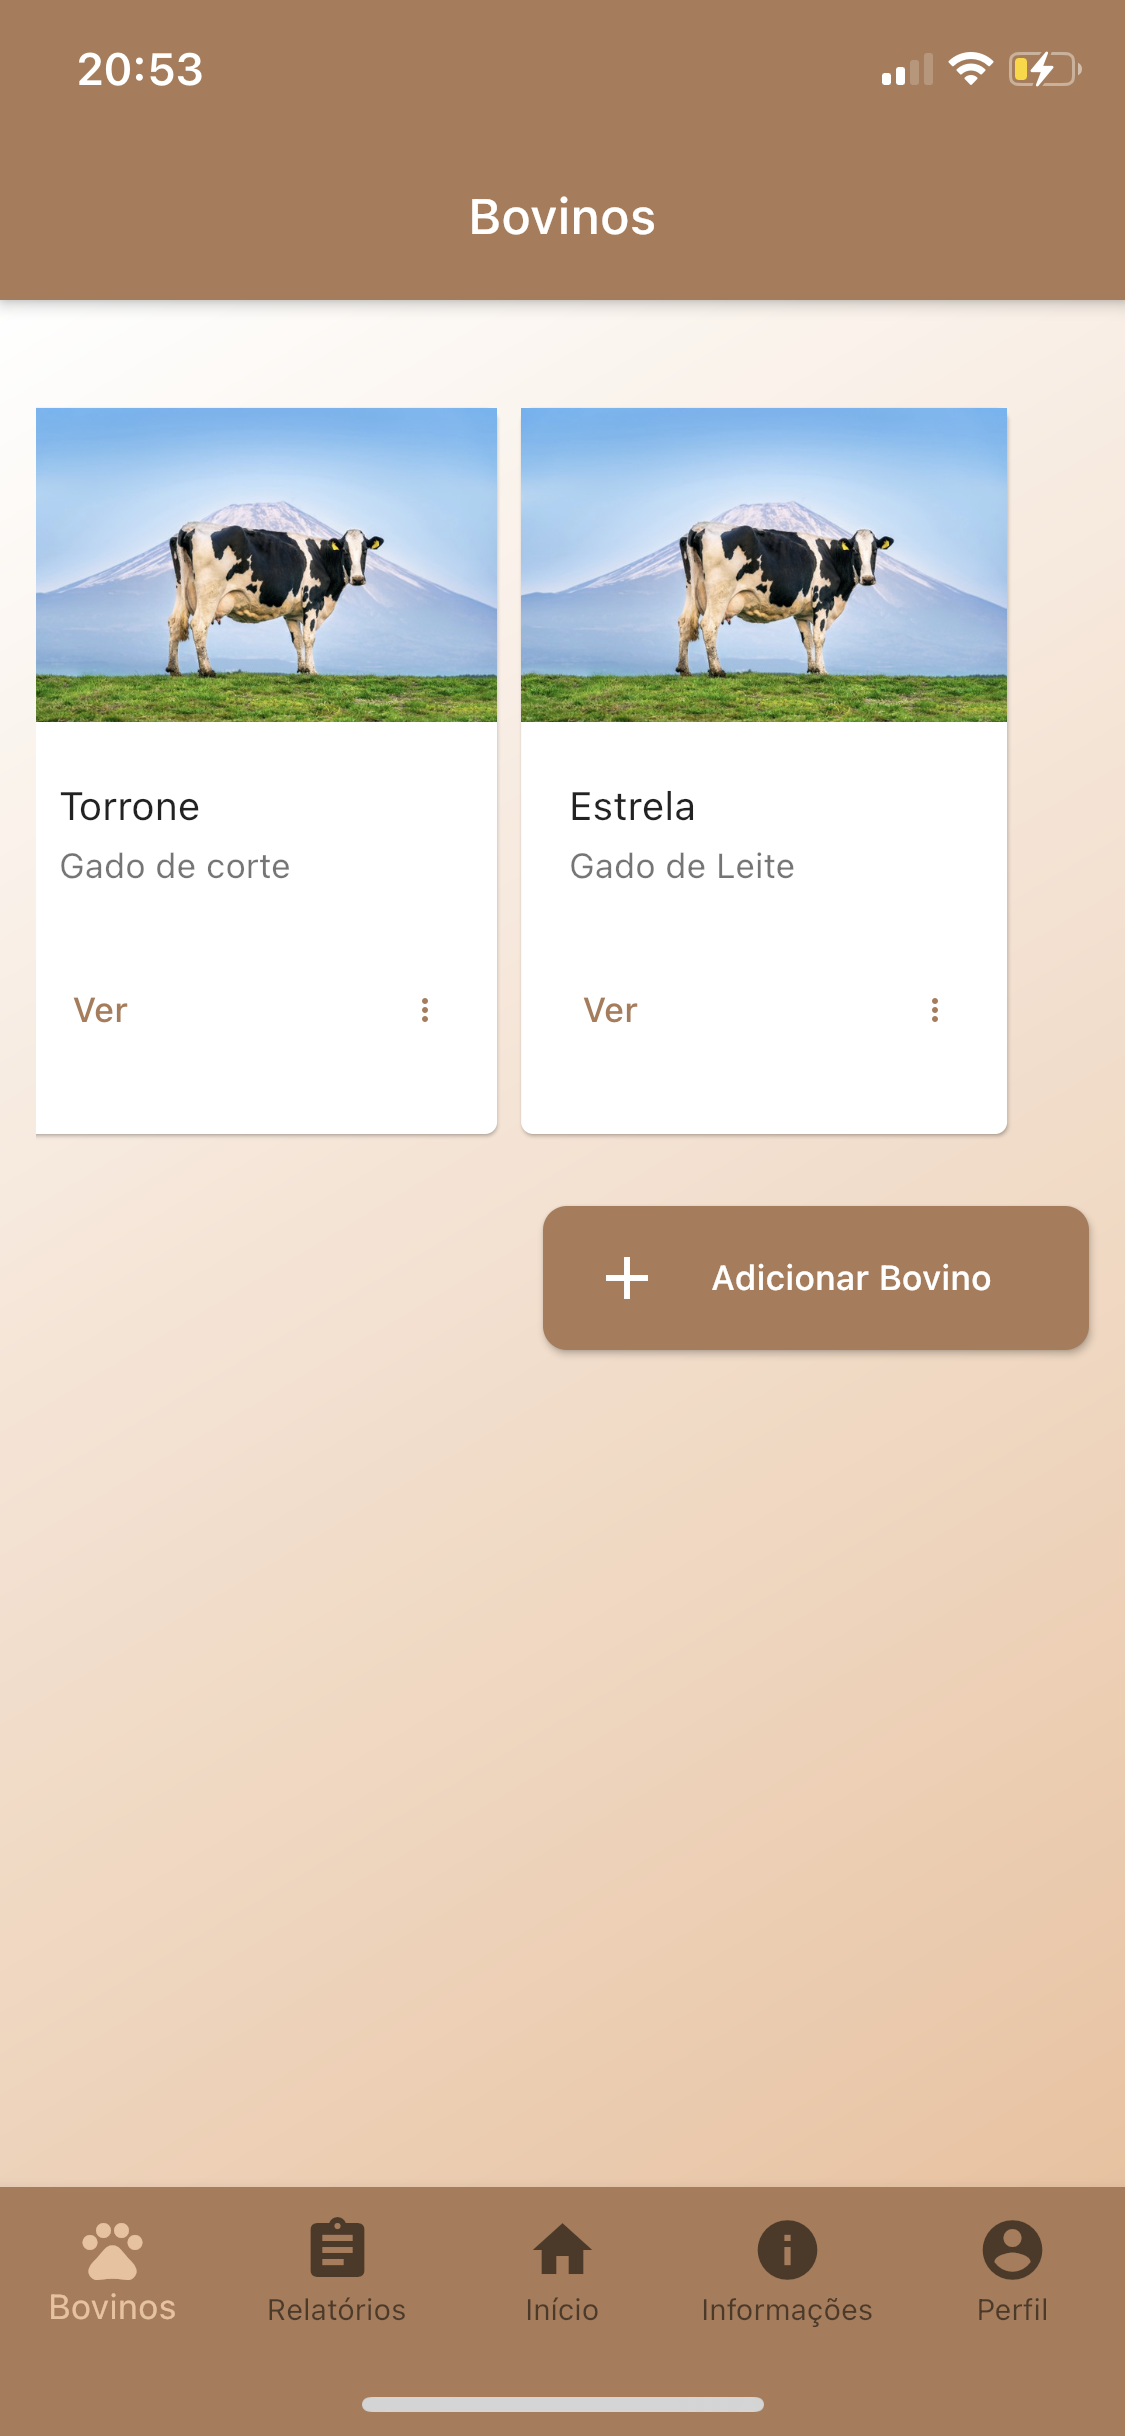 20:53
Bovinos
Torrone
Gado de corte
Ver
Estrela
Gado de Leite
Ver
Adicionar Bovino
Bovinos
Relatórios
Início
Informações
Perfil